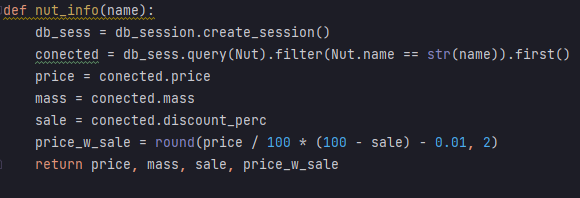 def nut_info(name):
    db_sess = db_session.create_session()
    conected = db_sess.query(Nut).filter(Nut.name == str(name)).first()
    price = conected.price
    mass = conected.mass
    sale = conected.discount_perc
    price_w_sale = round(price / 100 * (100 - sale) - 0.01, 2)
    return price, mass, sale, price_w_sale